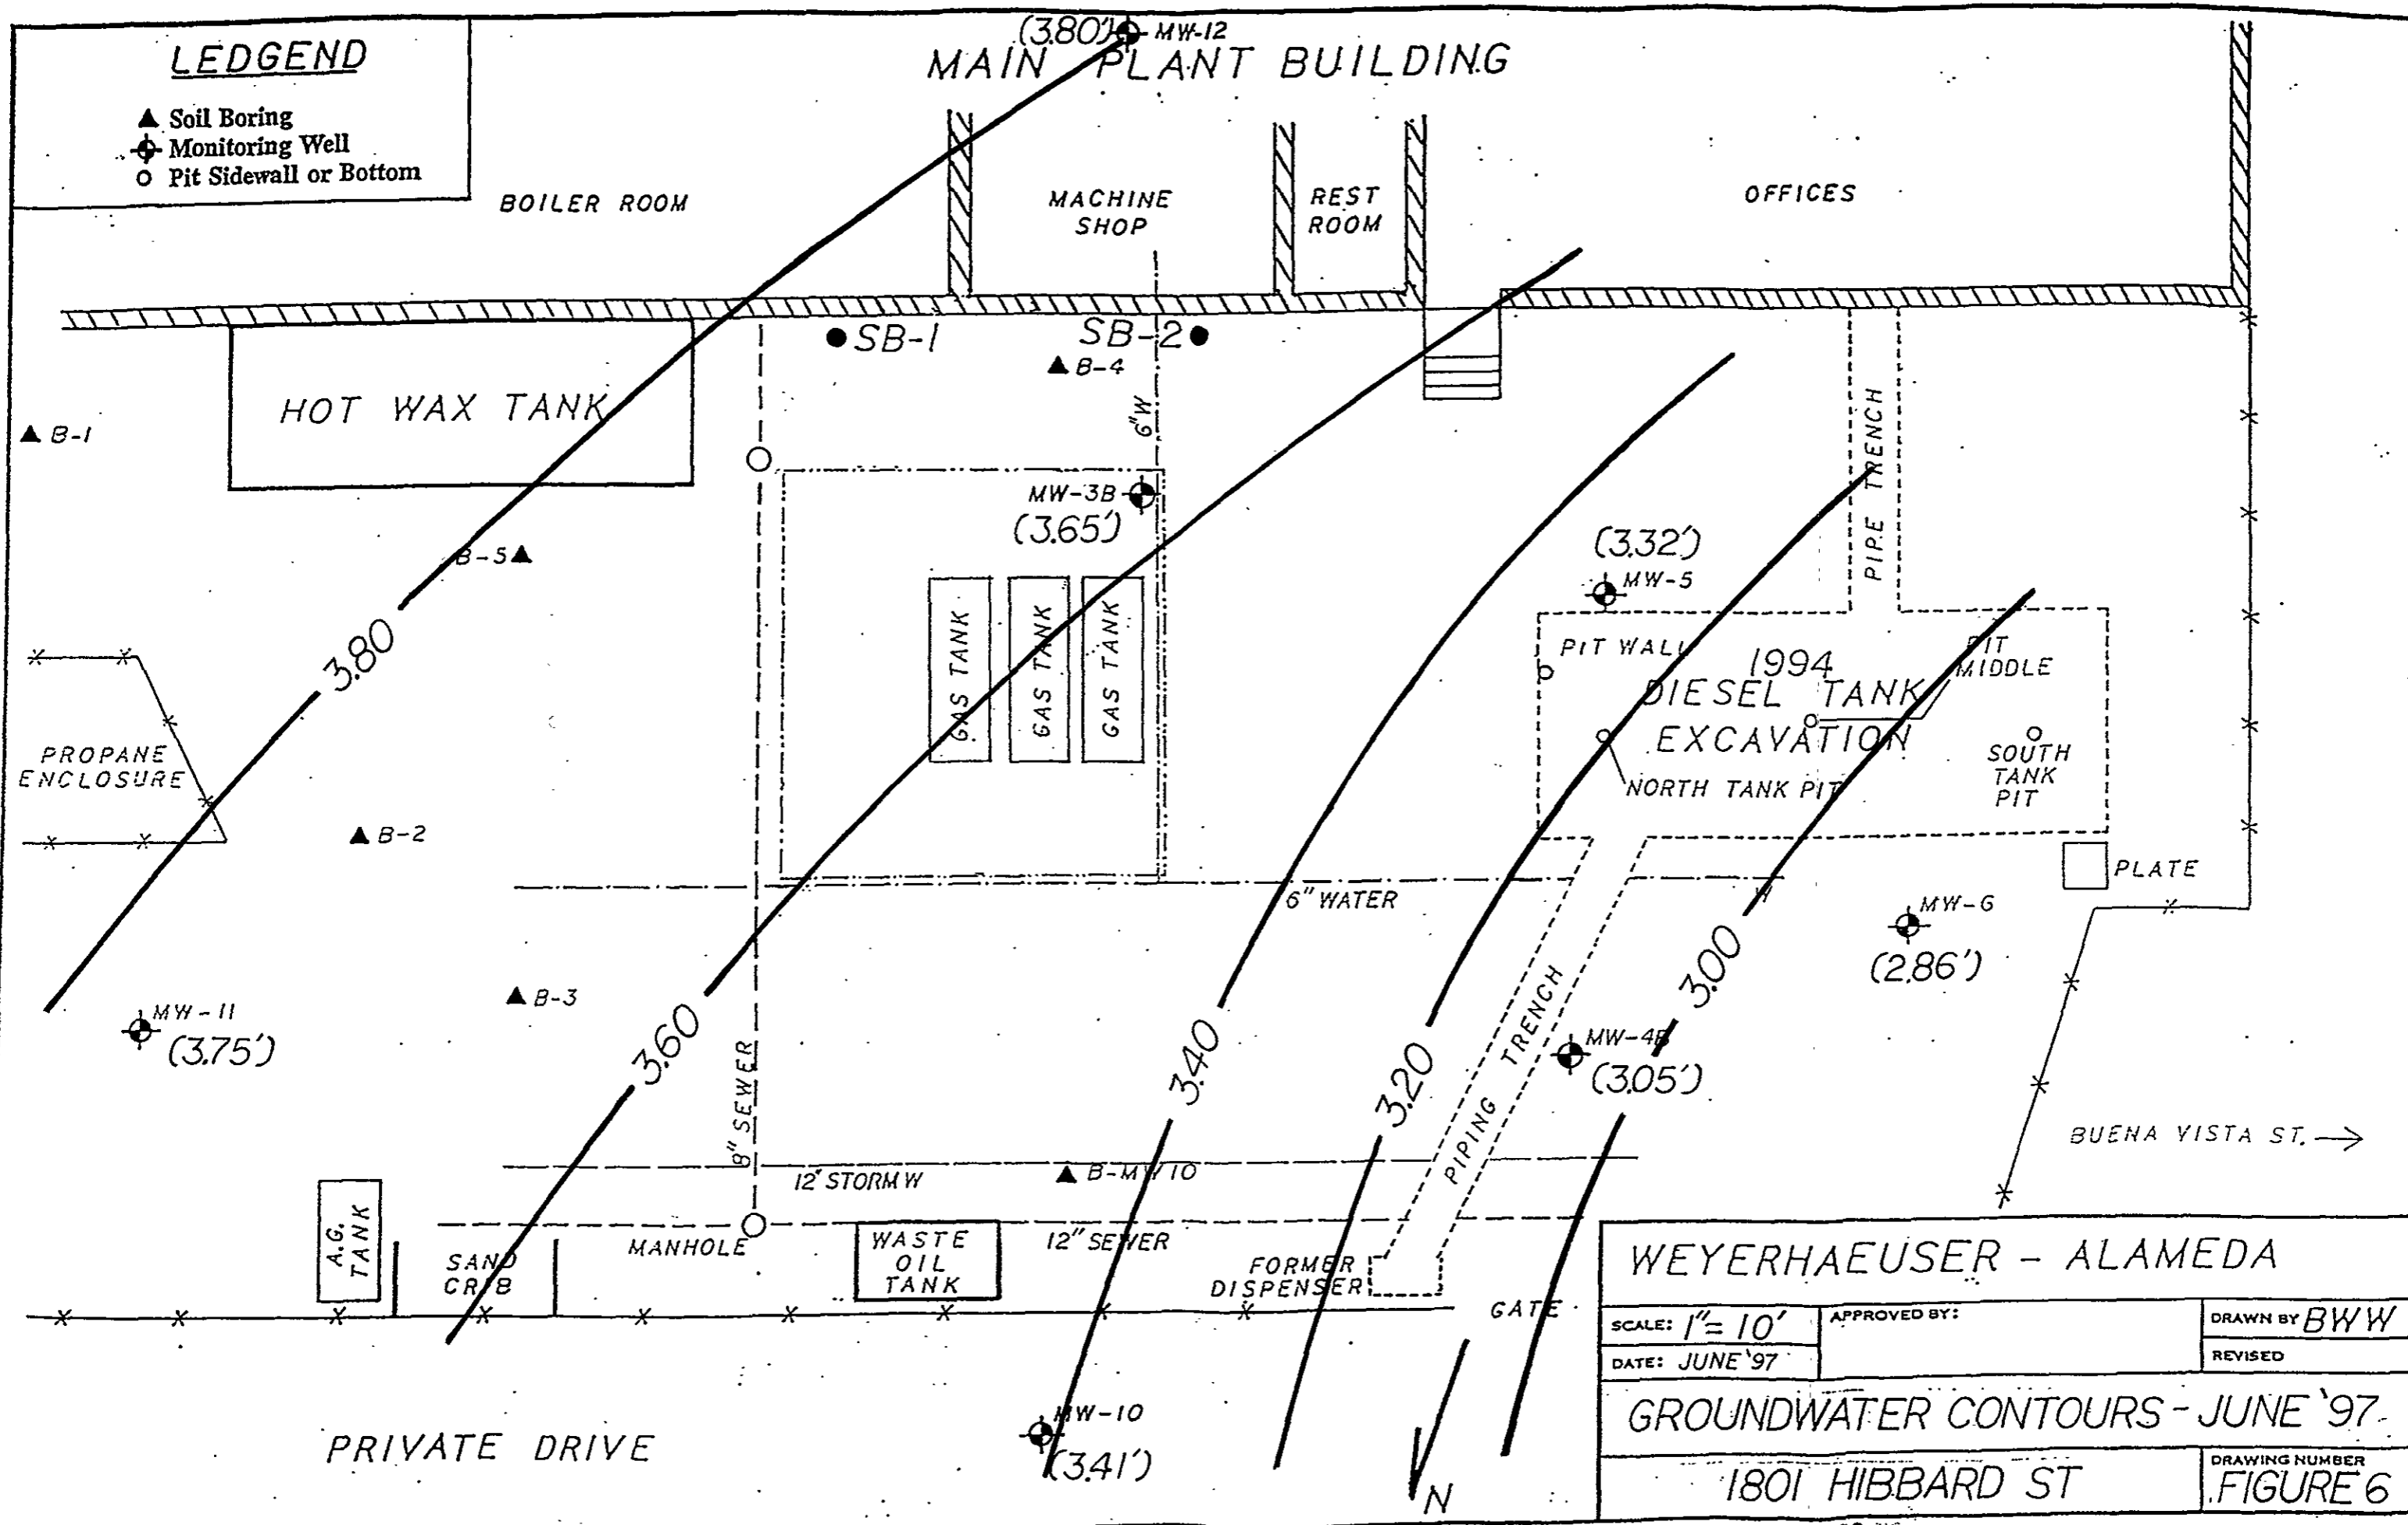 LEDGEND
Soil Boring
Monitoring Well
Pit Sidewall or Bottom
(3.80') MW-12
MAIN PLANT BUILDING
BOILER ROOM
MACHINE
SHOP
REST
ROOM
OFFICES
SB-1
SB-2
B-4
HOT WAX TANK
B-1
6"W
PIPE TRENCH
MW-3B
(3.65')
B-5
(3.32')
MW-5
GAS TANK
GAS TANK
GAS TANK
3.80
PIT WALL
1994
DIESEL TANK
EXCAVATION
PIT
MIDDLE
PROPANE
ENCLOSURE
SOUTH
TANK
PIT
NORTH TANK PIT
B-2
PLATE
6" WATER
W
MW-6
(2.86')
3.00
B-3
MW-11
(3.75')
3.60
8" SEWER
3.40
3.20
PIPING TRENCH
MW-4B
(3.05')
BUENA VISTA ST.
12" STORM W
B-MW10
A.G.
TANK
SAND
CRIB
MANHOLE
WASTE
OIL
TANK
12" SEWER
FORMER
DISPENSER
GATE
PRIVATE DRIVE
MW-10
(3.41')
N
WEYERHAEUSER - ALAMEDA
SCALE: 1"= 10'
APPROVED BY:
DRAWN BY BWW
DATE: JUNE '97
REVISED
GROUNDWATER CONTOURS - JUNE '97
1801 HIBBARD ST
DRAWING NUMBER
FIGURE 6